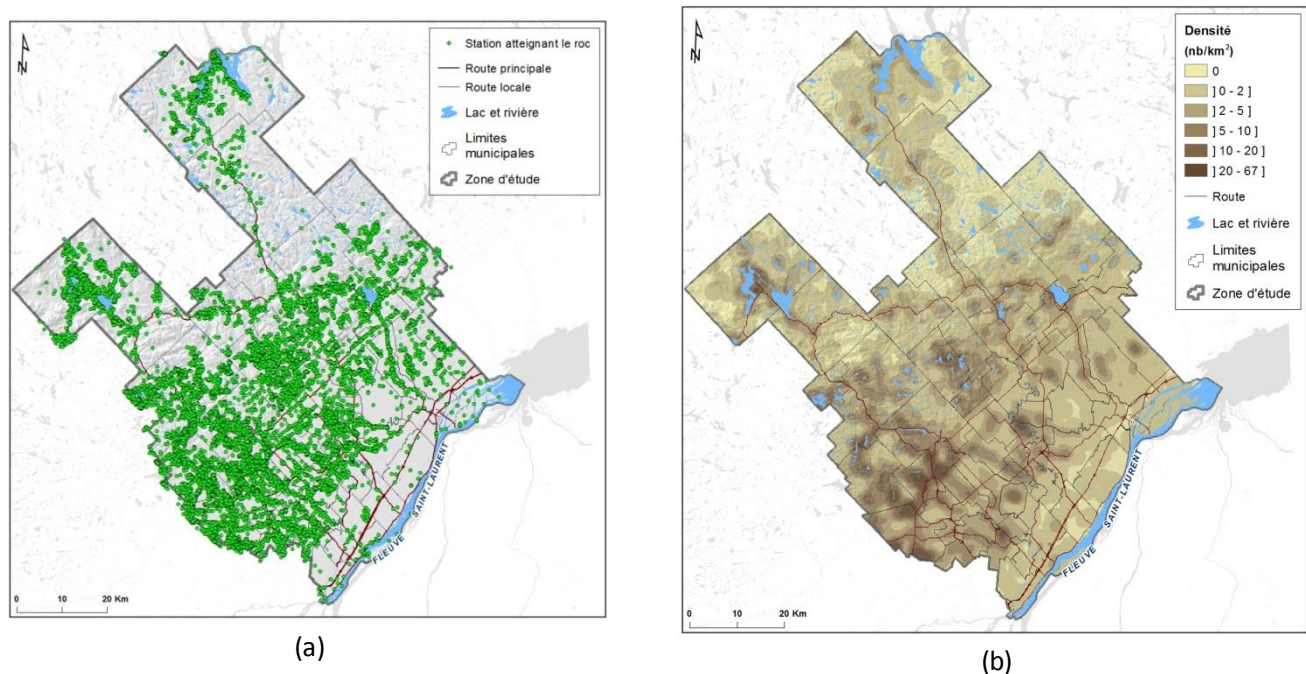 Station atteignant le roc
Route principale
Route locale
Lac et rivière
Limites
municipales
Zone d'étude
N
FLEUVE SAINT-LAURENT
0 10 20 Km
(a)
Densité
(nb/km²)
0
] 0 - 2 ]
] 2 - 5 ]
] 5 - 10 ]
] 10 - 20 ]
] 20 - 67 ]
Route
Lac et rivière
Limites
municipales
Zone d'étude
N
FLEUVE SAINT-LAURENT
0 10 20 Km
(b)